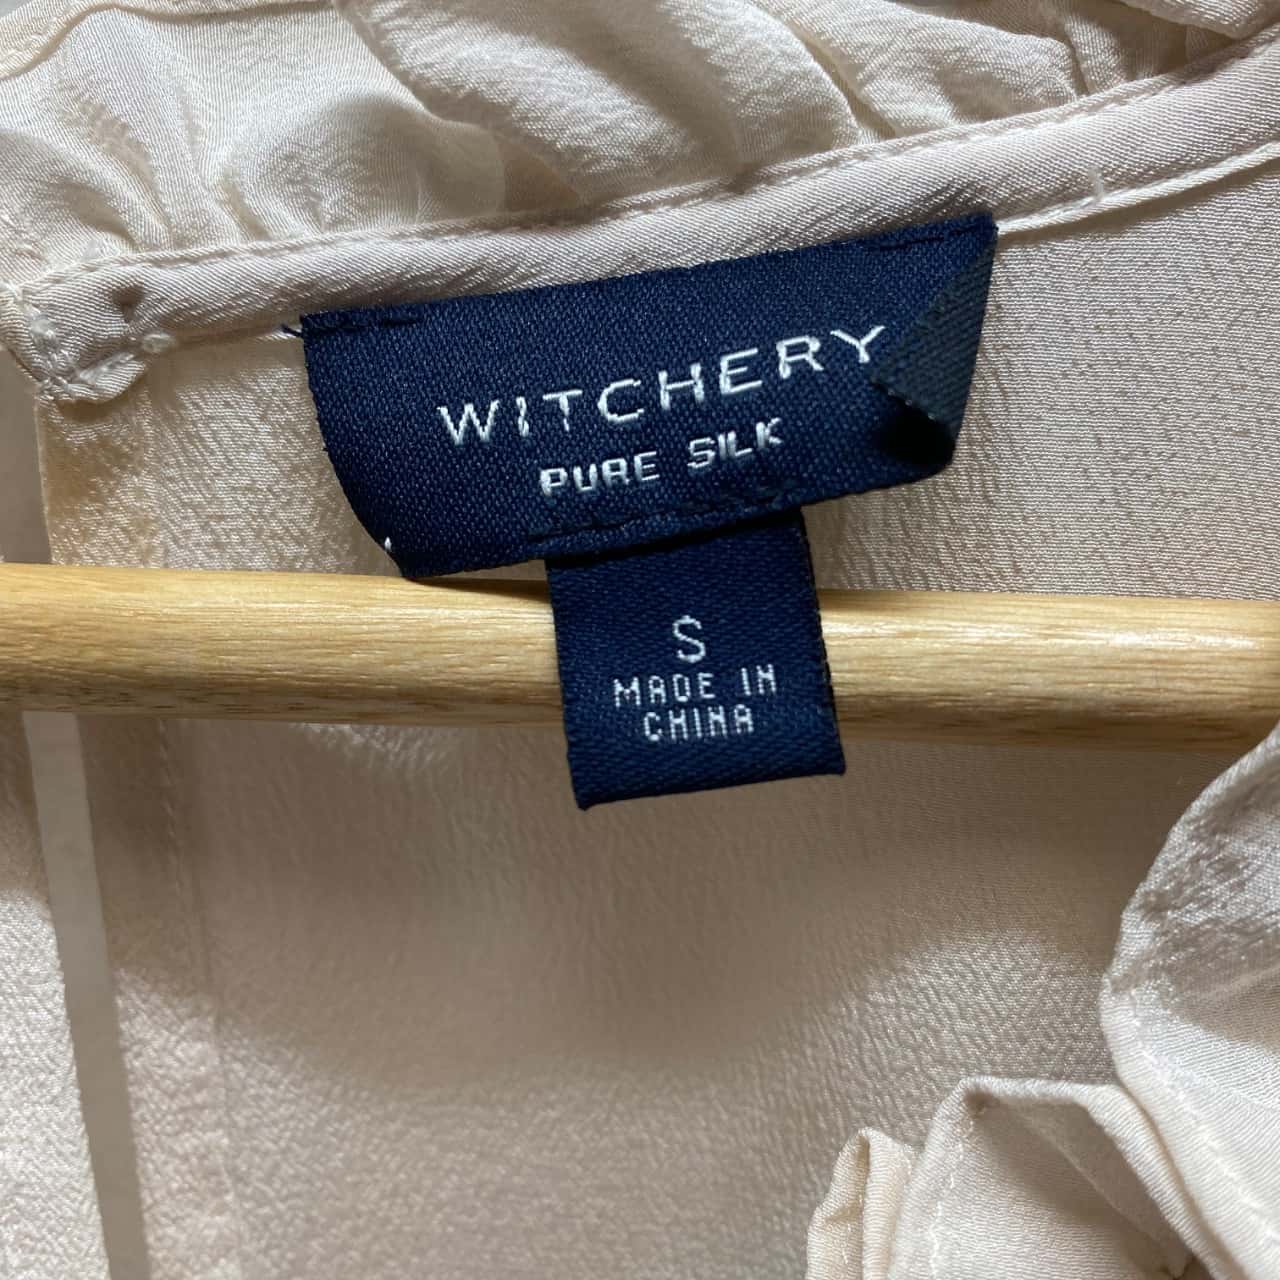 WITCHERY
PURE SILK
S
MADE IN
CHINA